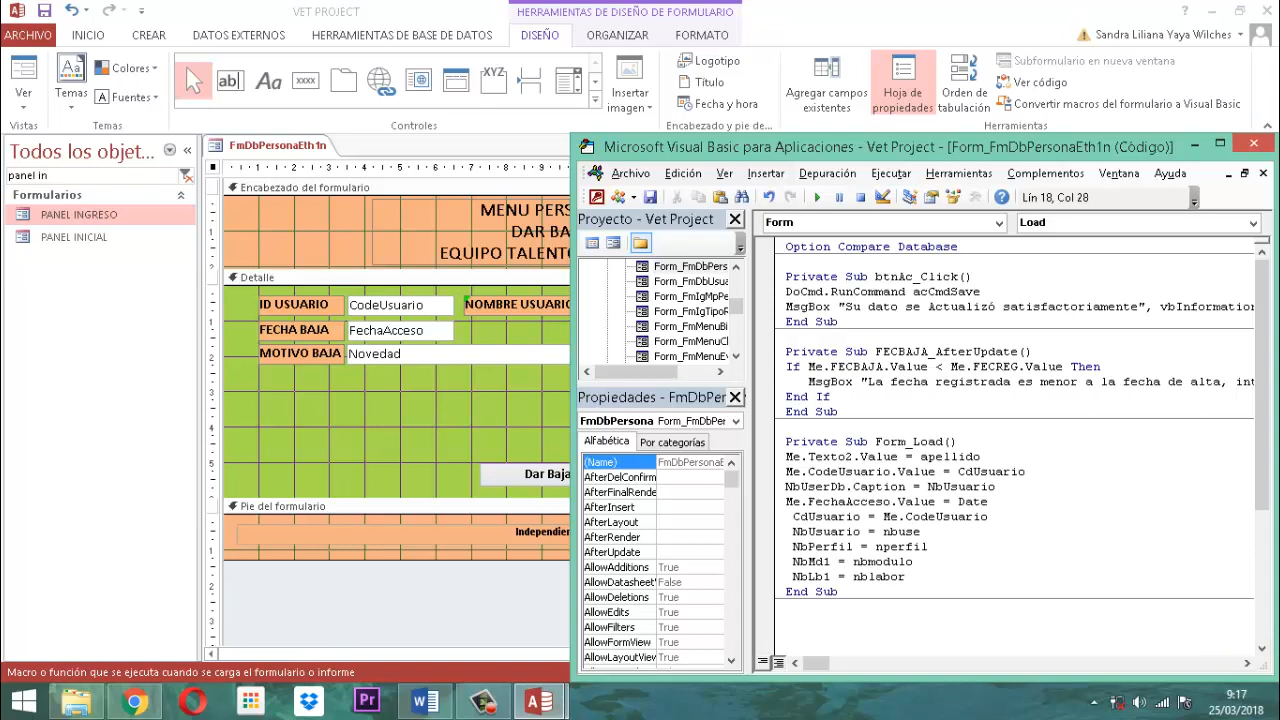 VET PROJECT
HERRAMIENTAS DE DISEÑO DE FORMULARIO
ARCHIVO INICIO CREAR DATOS EXTERNOS HERRAMIENTAS DE BASE DE DATOS DISEÑO ORGANIZAR FORMATO
Sandra Liliana Yaya Wilches
Ver
Temas
Colores
Fuentes
Insertar imagen
Logotipo
Título
Fecha y hora
Agregar campos existentes
Hoja de propiedades
Orden de tabulación
Subformulario en nueva ventana
Ver código
Convertir macros del formulario a Visual Basic
Vistas
Temas
Controles
Encabezado y pie de...
Herramientas
Todos los objet...
panel in
Formularios
PANEL INGRESO
PANEL INICIAL
FmDbPersonaEth1n
Encabezado del formulario
MENU PERS
DAR BA
EQUIPO TALENTO
Detalle
ID USUARIO CodeUsuario NOMBRE USUARIO
FECHA BAJA FechaAcceso
MOTIVO BAJA Novedad
Dar Baja
Pie del formulario
Independien
Microsoft Visual Basic para Aplicaciones - Vet Project - [Form_FmDbPersonaEth1n (Código)]
Archivo Edición Ver Insertar Depuración Ejecutar Herramientas Complementos Ventana Ayuda
Lín 18, Col 28
Proyecto - Vet Project
Form_FmDbPers
Form_FmDbUsua
Form_FmIgMpPe
Form_FmIgTipoR
Form_FmMenuBi
Form_FmMenuCl
Form_FmMenuEv
Propiedades - FmDbPer
FmDbPersona Form_FmDbPer
Alfabética Por categorías
(Name) FmDbPersonaE
AfterDelConfirm
AfterFinalRende
AfterInsert
AfterLayout
AfterRender
AfterUpdate
AllowAdditions True
AllowDatasheet False
AllowDeletions True
AllowEdits True
AllowFilters True
AllowFormView True
AllowLayoutView True
Form
Load
Option Compare Database
Private Sub btnAc_Click()
DoCmd.RunCommand acCmdSave
MsgBox "Su dato se Actualizó satisfactoriamente", vbInformation
End Sub
Private Sub FECBAJA_AfterUpdate()
If Me.FECBAJA.Value < Me.FECREG.Value Then
MsgBox "La fecha registrada es menor a la fecha de alta, int
End If
End Sub
Private Sub Form_Load()
Me.Texto2.Value = apellido
Me.CodeUsuario.Value = CdUsuario
NbUserDb.Caption = NbUsuario
Me.FechaAcceso.Value = Date
CdUsuario = Me.CodeUsuario
NbUsuario = nbuse
NbPerfil = nperfil
NbMd1 = nbmodulo
NbLb1 = nblabor
End Sub
Macro o función que se ejecuta cuando se carga el formulario o informe
9:17
25/03/2018